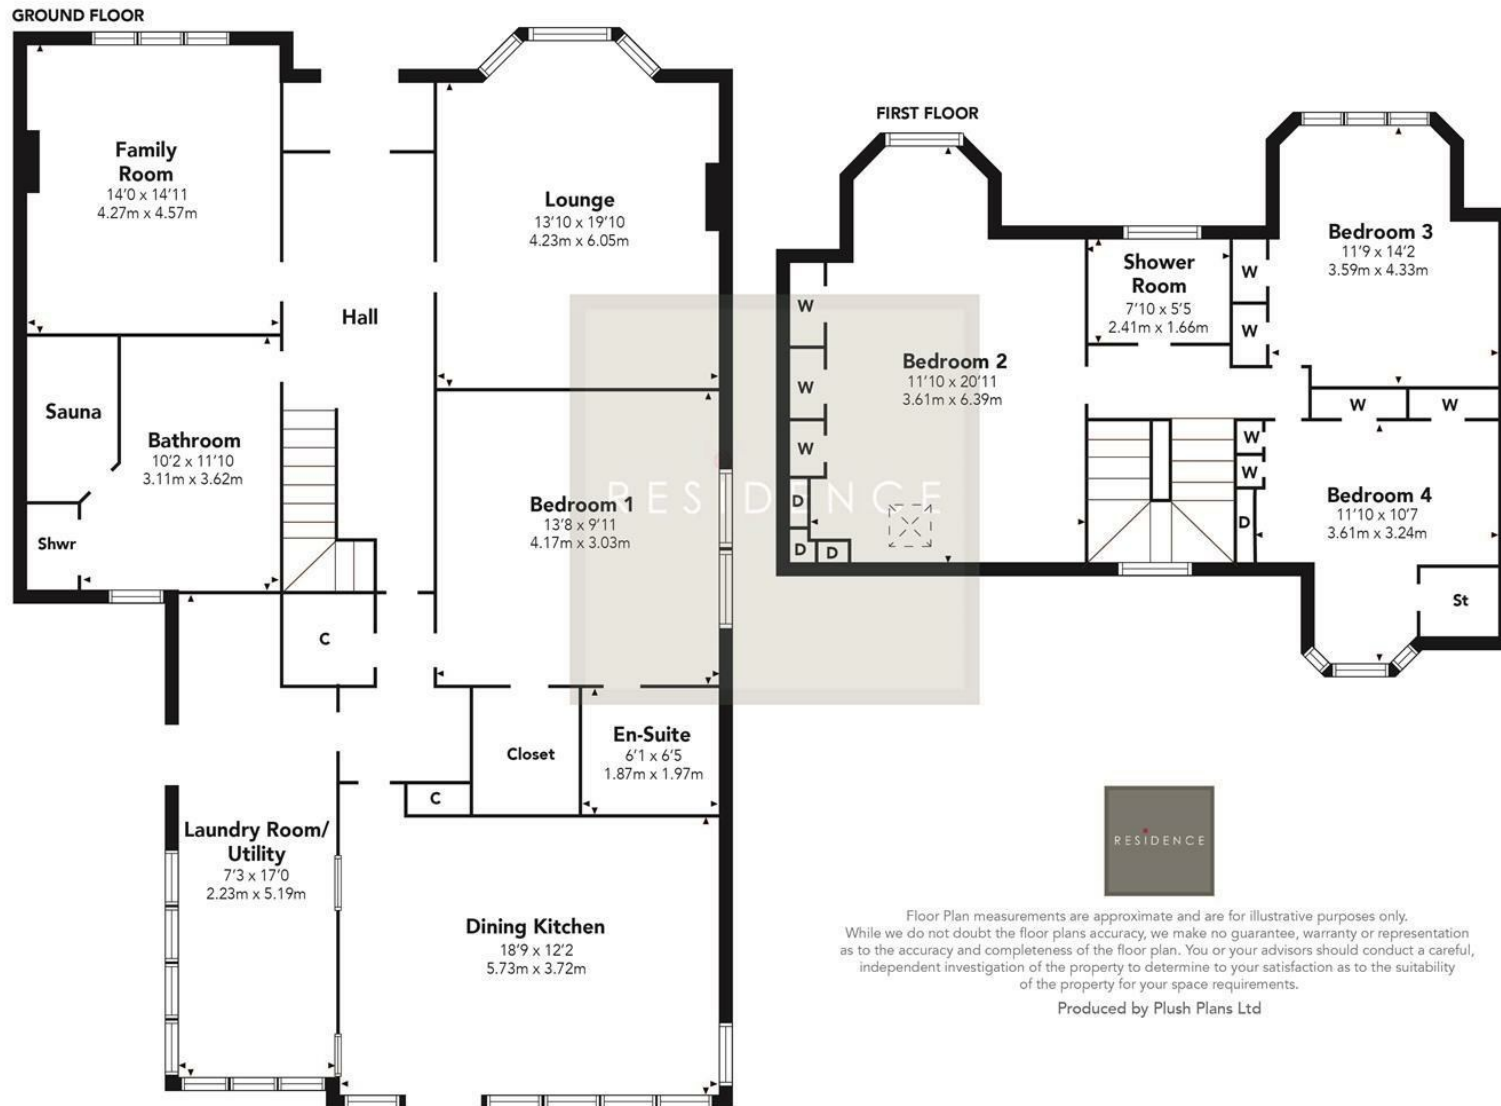 GROUND FLOOR
Family
Room
14'0 x 14'11
4.27m x 4.57m
Lounge
13'10 x 19'10
4.23m x 6.05m
Hall
Sauna
Bathroom
10'2 x 11'10
3.11m x 3.62m
Shwr
Bedroom 1
13'8 x 9'11
4.17m x 3.03m
C
Closet
En-Suite
6'1 x 6'5
1.87m x 1.97m
C
Laundry Room/
Utility
7'3 x 17'0
2.23m x 5.19m
Dining Kitchen
18'9 x 12'2
5.73m x 3.72m
FIRST FLOOR
Bedroom 2
11'10 x 20'11
3.61m x 6.39m
W
W
W
D
D
D
Shower
Room
7'10 x 5'5
2.41m x 1.66m
W
W
Bedroom 3
11'9 x 14'2
3.59m x 4.33m
W
W
W
W
D
Bedroom 4
11'10 x 10'7
3.61m x 3.24m
St
RESIDENCE
RESIDENCE
Floor Plan measurements are approximate and are for illustrative purposes only.
While we do not doubt the floor plans accuracy, we make no guarantee, warranty or representation
as to the accuracy and completeness of the floor plan. You or your advisors should conduct a careful,
independent investigation of the property to determine to your satisfaction as to the suitability
of the property for your space requirements.
Produced by Plush Plans Ltd